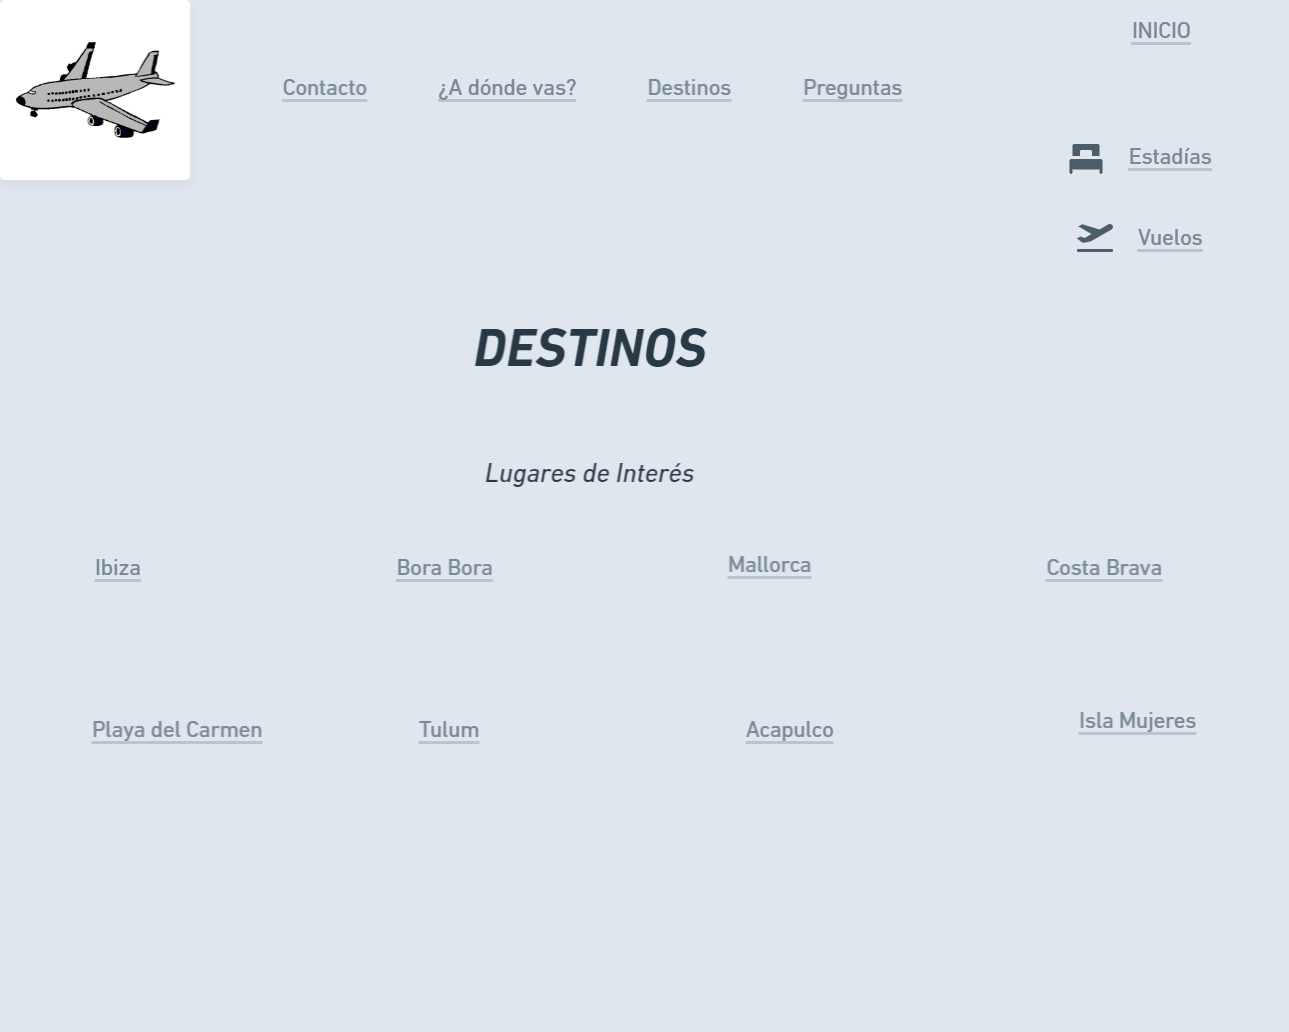 INICIO
Contacto ¿A dónde vas? Destinos Preguntas
Estadías
Vuelos
DESTINOS
Lugares de Interés
Ibiza Bora Bora Mallorca Costa Brava
Playa del Carmen Tulum Acapulco Isla Mujeres